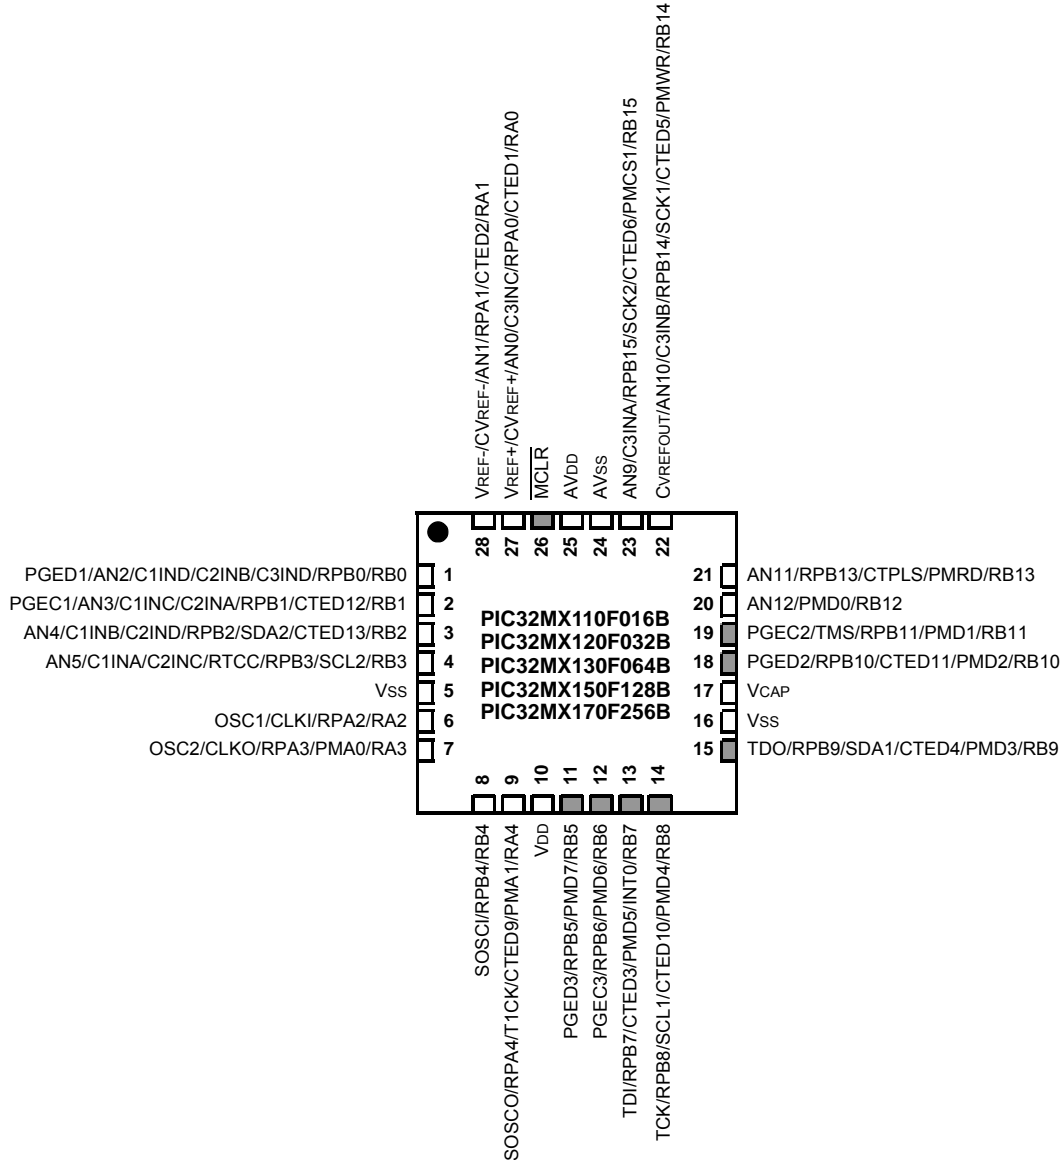 VREF-/CVREF-/AN1/RPA1/CTED2/RA1
VREF+/CVREF+/AN0/C3INC/RPA0/CTED1/RA0
MCLR
AVDD
AVSS
AN9/C3INA/RPB15/SCK2/CTED6/PMCS1/RB15
CVREFOUT/AN10/C3INB/RPB14/SCK1/CTED5/PMWR/RB14
28
27
26
25
24
23
22
PGED1/AN2/C1IND/C2INB/C3IND/RPB0/RB0 1
PGEC1/AN3/C1INC/C2INA/RPB1/CTED12/RB1 2
AN4/C1INB/C2IND/RPB2/SDA2/CTED13/RB2 3
AN5/C1INA/C2INC/RTCC/RPB3/SCL2/RB3 4
VSS 5
OSC1/CLKI/RPA2/RA2 6
OSC2/CLKO/RPA3/PMA0/RA3 7
PIC32MX110F016B
PIC32MX120F032B
PIC32MX130F064B
PIC32MX150F128B
PIC32MX170F256B
21 AN11/RPB13/CTPLS/PMRD/RB13
20 AN12/PMD0/RB12
19 PGEC2/TMS/RPB11/PMD1/RB11
18 PGED2/RPB10/CTED11/PMD2/RB10
17 VCAP
16 VSS
15 TDO/RPB9/SDA1/CTED4/PMD3/RB9
8
9
10
11
12
13
14
SOSCI/RPB4/RB4
SOSCO/RPA4/T1CK/CTED9/PMA1/RA4
VDD
PGED3/RPB5/PMD7/RB5
PGEC3/RPB6/PMD6/RB6
TDI/RPB7/CTED3/PMD5/INT0/RB7
TCK/RPB8/SCL1/CTED10/PMD4/RB8